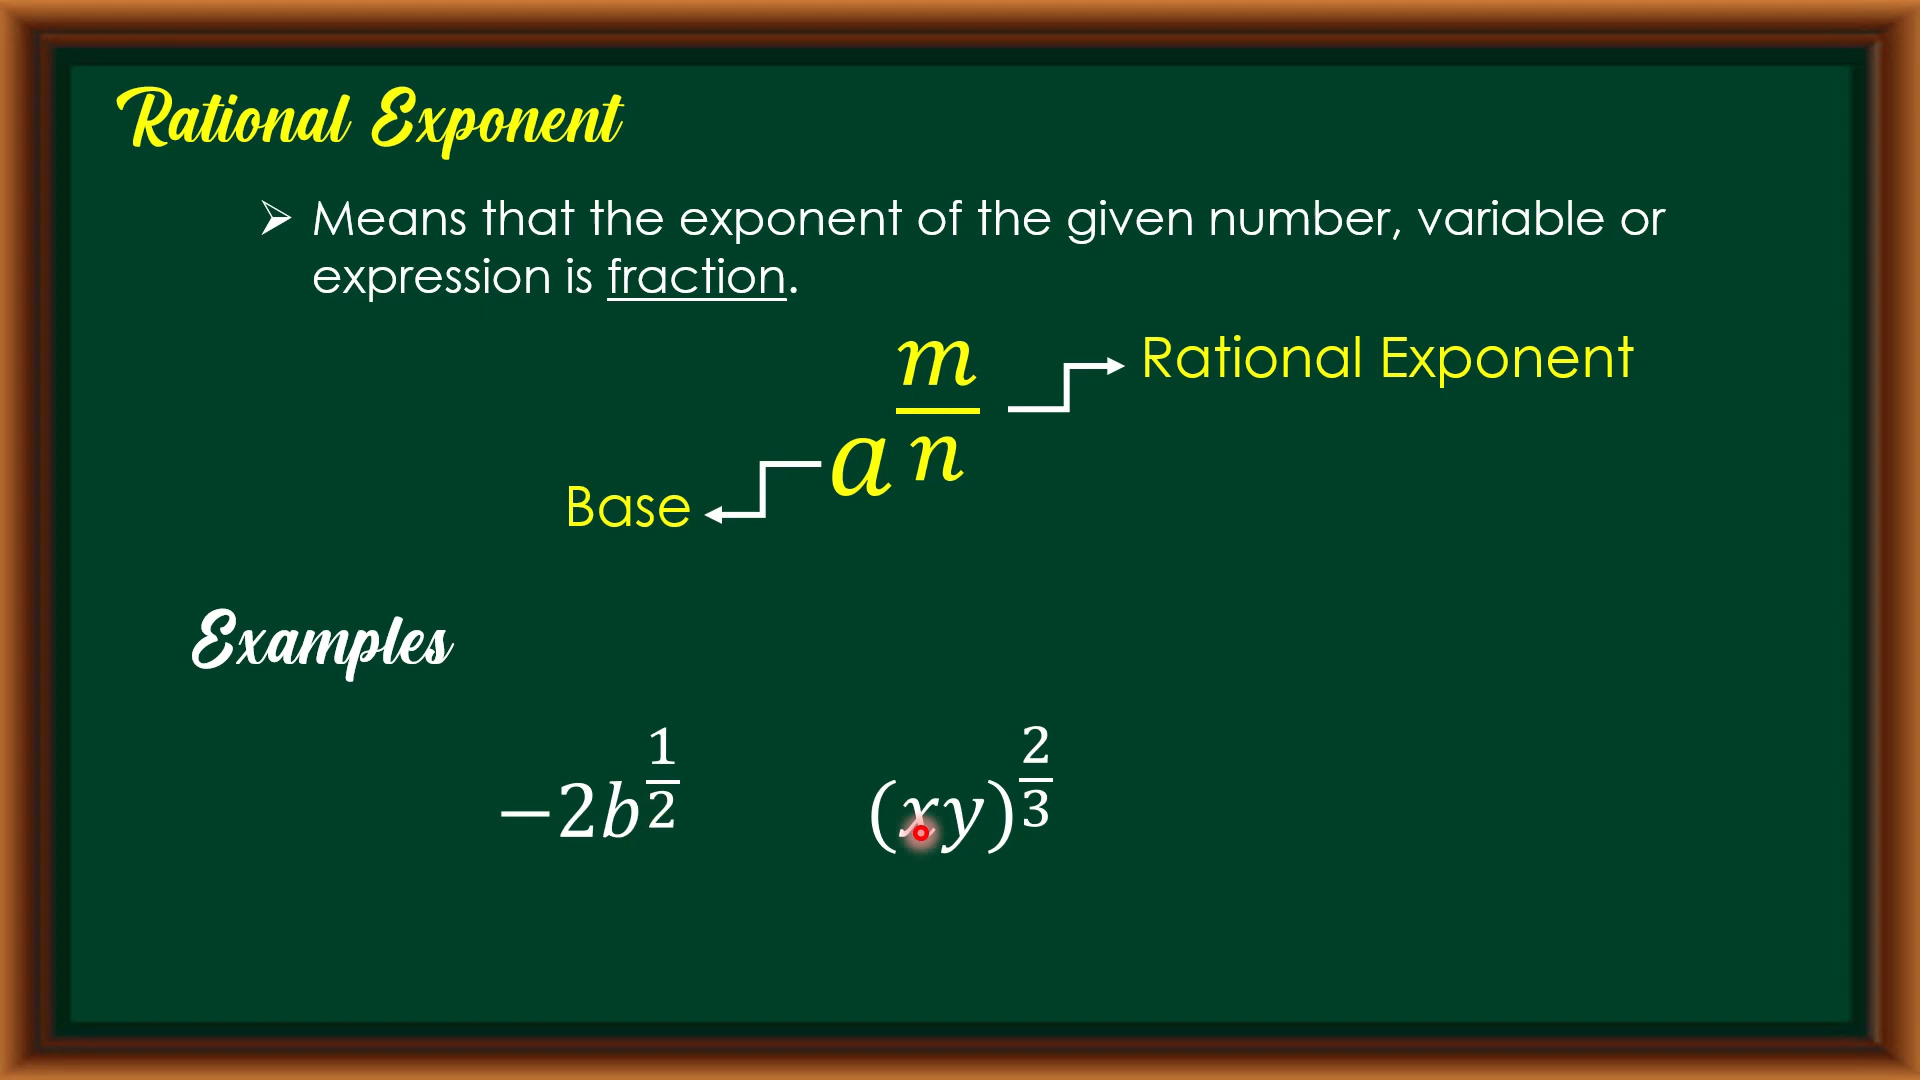 Rational Exponent
➢ Means that the exponent of the given number, variable or
expression is fraction.
a^(m/n)
Rational Exponent
Base
Examples
−2b^(1/2)
(xy)^(2/3)